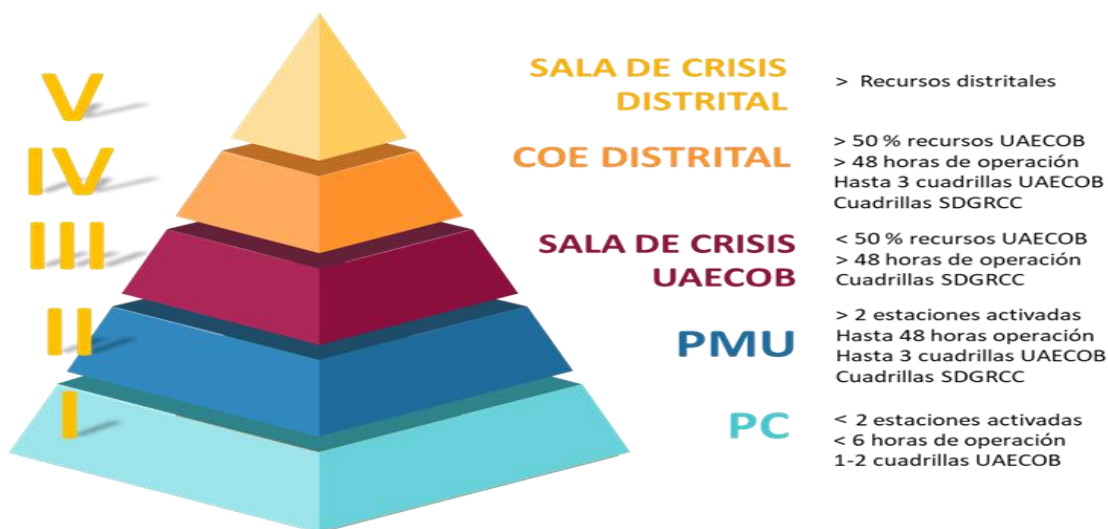 V
SALA DE CRISIS
DISTRITAL
> Recursos distritales
IV
COE DISTRITAL
> 50 % recursos UAECOB
> 48 horas de operación
Hasta 3 cuadrillas UAECOB
Cuadrillas SDGRCC
III
SALA DE CRISIS
UAECOB
< 50 % recursos UAECOB
> 48 horas de operación
Cuadrillas SDGRCC
II
PMU
> 2 estaciones activadas
Hasta 48 horas operación
Hasta 3 cuadrillas UAECOB
Cuadrillas SDGRCC
I
PC
< 2 estaciones activadas
< 6 horas de operación
1-2 cuadrillas UAECOB